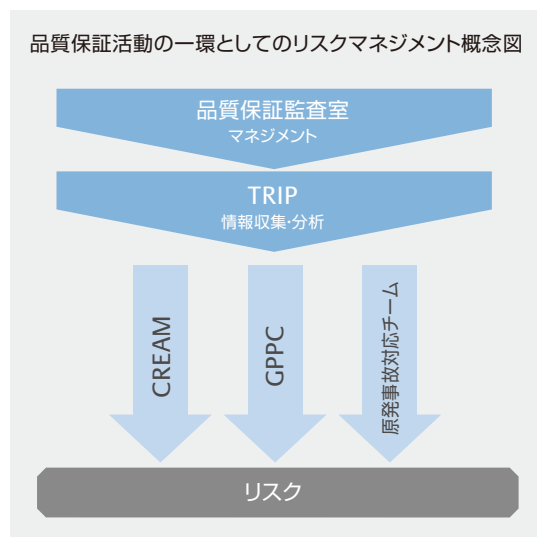 品質保証活動の一環としてのリスクマネジメント概念図
品質保証監査室
マネジメント
TRIP
情報収集・分析
CREAM
GPPC
原発事故対応チーム
リスク